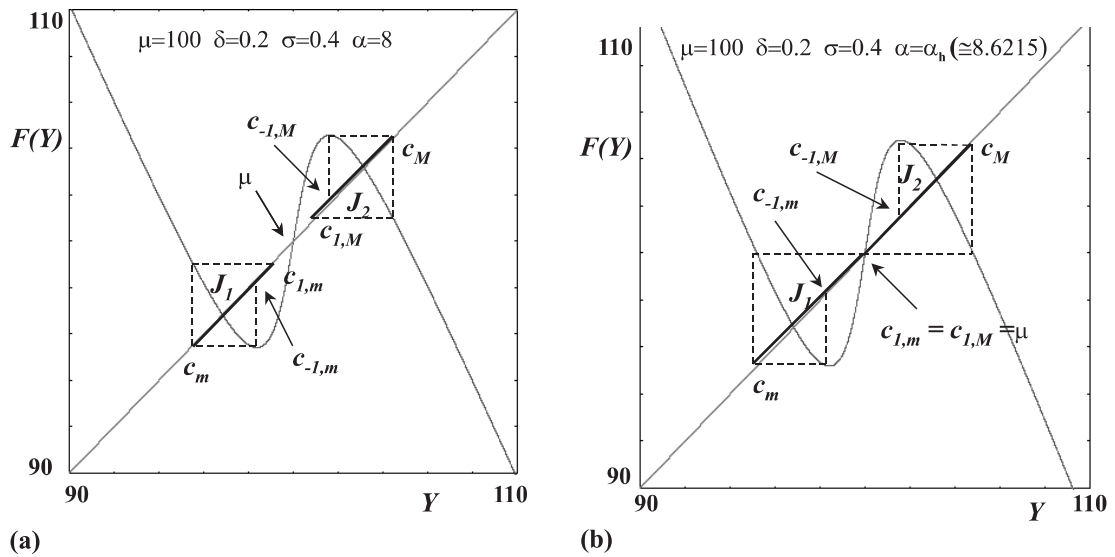 110
μ=100 δ=0.2 σ=0.4 α=8
F(Y)
c-1,M
cM
μ
J2
c1,M
J1
c1,m
c-1,m
cm
90
90
Y
110
(a)
110
μ=100 δ=0.2 σ=0.4 α=αh (≅8.6215)
F(Y)
c-1,M
cM
J2
c-1,m
J1
c1,m = c1,M = μ
cm
90
90
Y
110
(b)